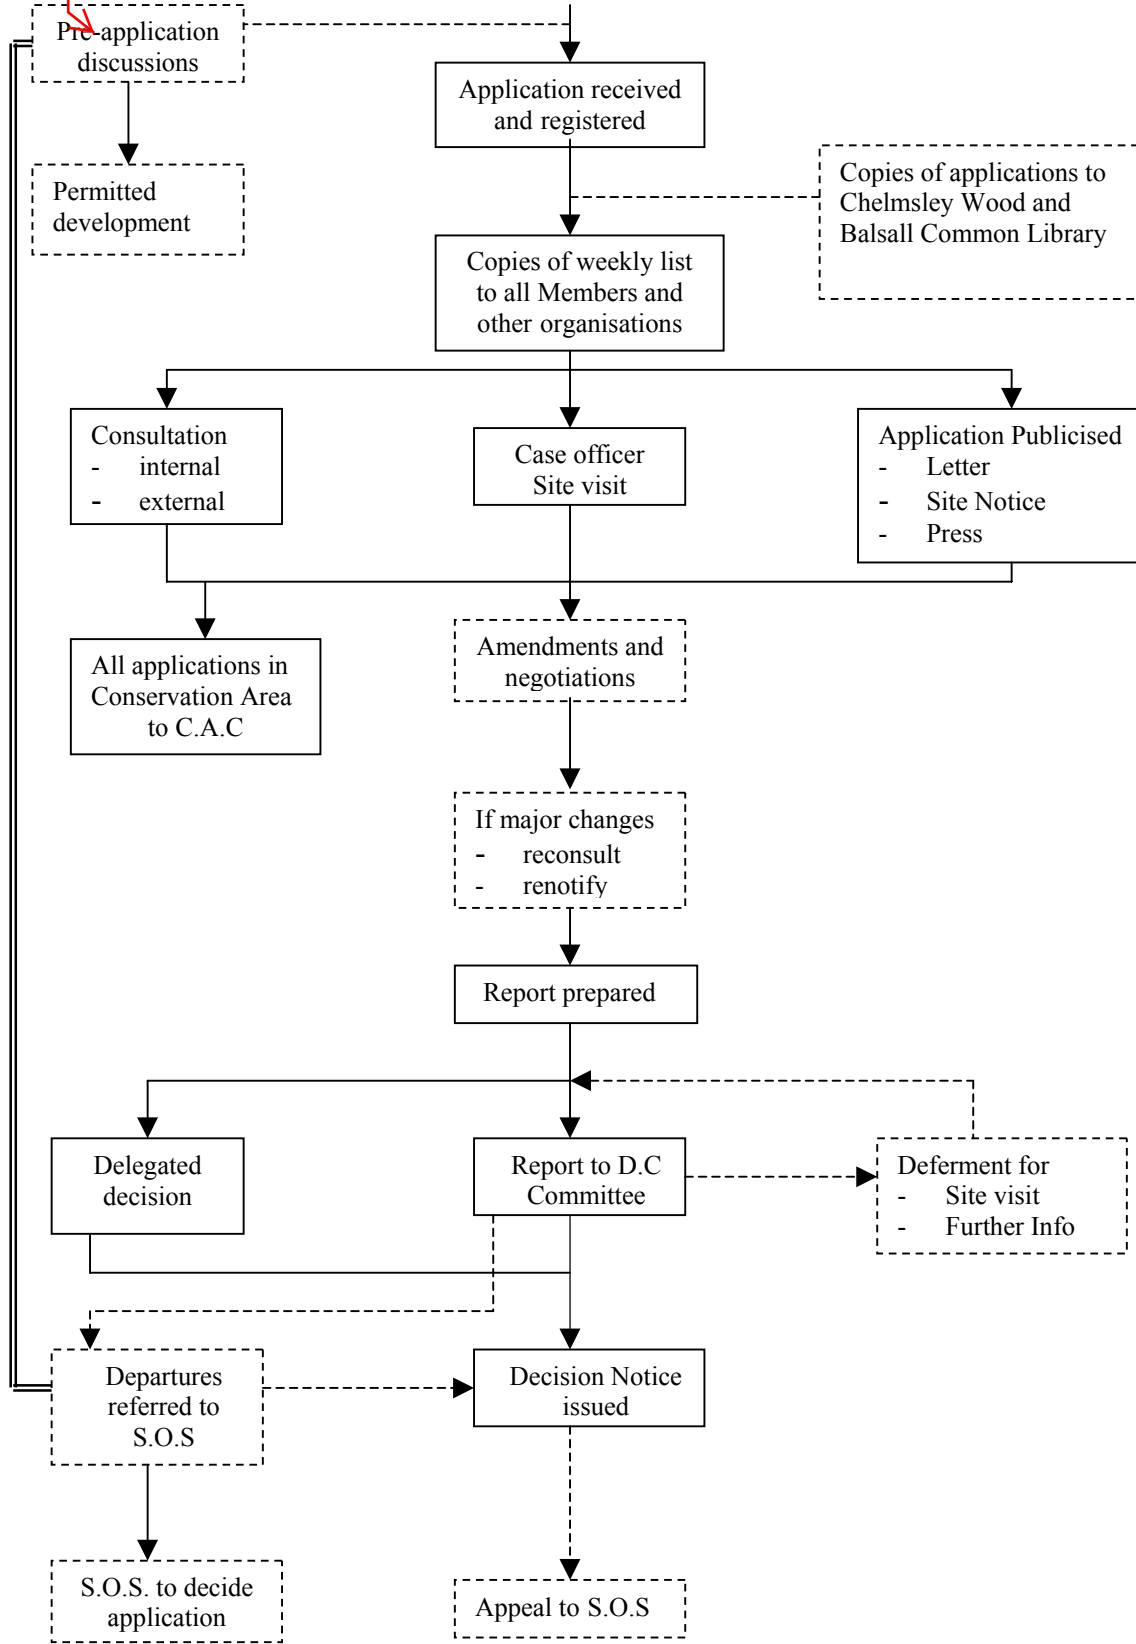 Pre-application
discussions
Application received
and registered
Permitted
development
Copies of applications to
Chelmsley Wood and
Balsall Common Library
Copies of weekly list
to all Members and
other organisations
Consultation
- internal
- external
Case officer
Site visit
Application Publicised
- Letter
- Site Notice
- Press
All applications in
Conservation Area
to C.A.C
Amendments and
negotiations
If major changes
- reconsult
- renotify
Report prepared
Delegated
decision
Report to D.C
Committee
Deferment for
- Site visit
- Further Info
Departures
referred to
S.O.S
Decision Notice
issued
S.O.S. to decide
application
Appeal to S.O.S